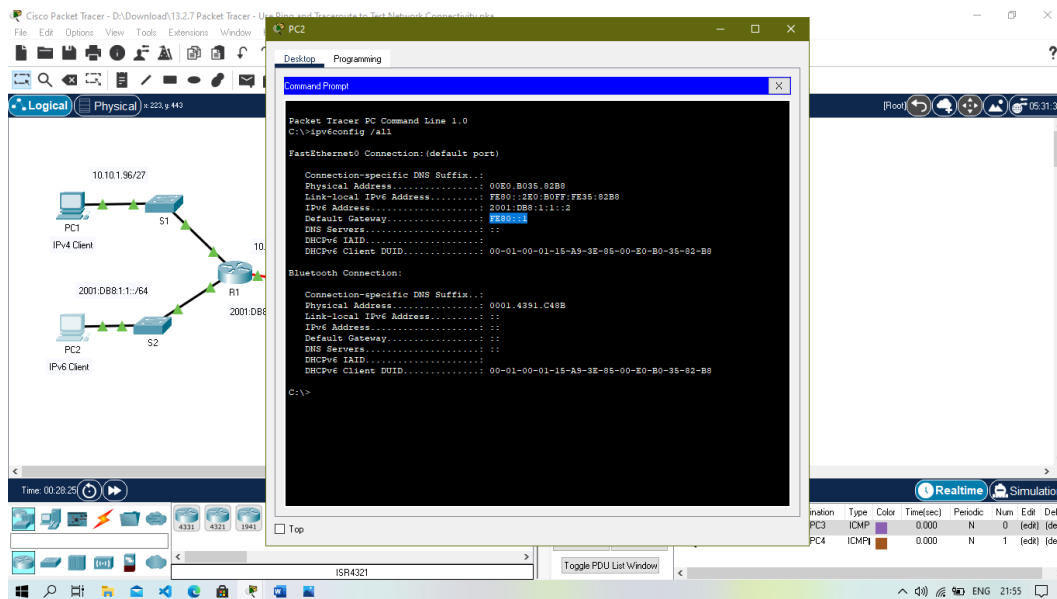 Cisco Packet Tracer - D:\Download\13.2.7 Packet Tracer - Use Ping and Traceroute to Test Network Connectivity.pka
File Edit Options View Tools Extensions Window
?
Logical Physical x: 223, y: 443
[Root] 05:31:3
PC2
Desktop Programming
Command Prompt X
Packet Tracer PC Command Line 1.0
C:\>ipv6config /all
FastEthernet0 Connection:(default port)
Connection-specific DNS Suffix..:
Physical Address................: 00E0.B035.82B8
Link-local IPv6 Address.........: FE80::2E0:B0FF:FE35:82B8
IPv6 Address....................: 2001:DB8:1:1::2
Default Gateway.................: FE80::1
DNS Servers.....................: ::
DHCPv6 IAID.....................:
DHCPv6 Client DUID..............: 00-01-00-01-15-A9-3E-85-00-E0-B0-35-82-B8
Bluetooth Connection:
Connection-specific DNS Suffix..:
Physical Address................: 0001.4391.C48B
Link-local IPv6 Address.........: ::
IPv6 Address....................: ::
Default Gateway.................: ::
DNS Servers.....................: ::
DHCPv6 IAID.....................:
DHCPv6 Client DUID..............: 00-01-00-01-15-A9-3E-85-00-E0-B0-35-82-B8
C:\>
Top
10.10.1.96/27
S1
PC1
IPv4 Client
10.
R1
2001:DB8:1:1::/64
2001:DB8
S2
PC2
IPv6 Client
Time: 00:28:25
Realtime Simulatio
4331 4321 1941
ISR4321
Toggle PDU List Window
ination Type Color Time(sec) Periodic Num Edit Del
PC3 ICMP 0.000 N 0 (edit) (de
PC4 ICMP 0.000 N 1 (edit) (de
ENG 21:55